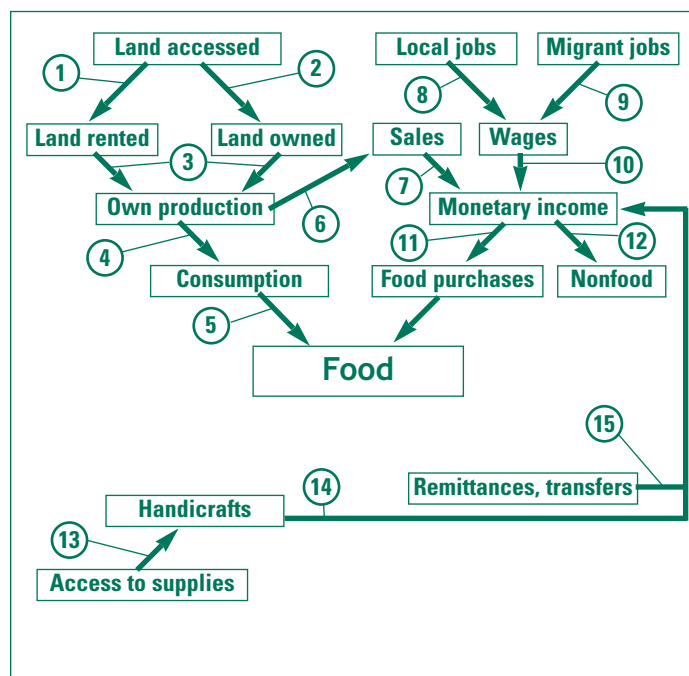 Land accessed
Local jobs
Migrant jobs
1
2
8
9
Land rented
Land owned
Sales
Wages
3
7
10
Own production
6
Monetary income
4
11
12
Consumption
Food purchases
Nonfood
5
Food
15
14
Remittances, transfers
Handicrafts
13
Access to supplies